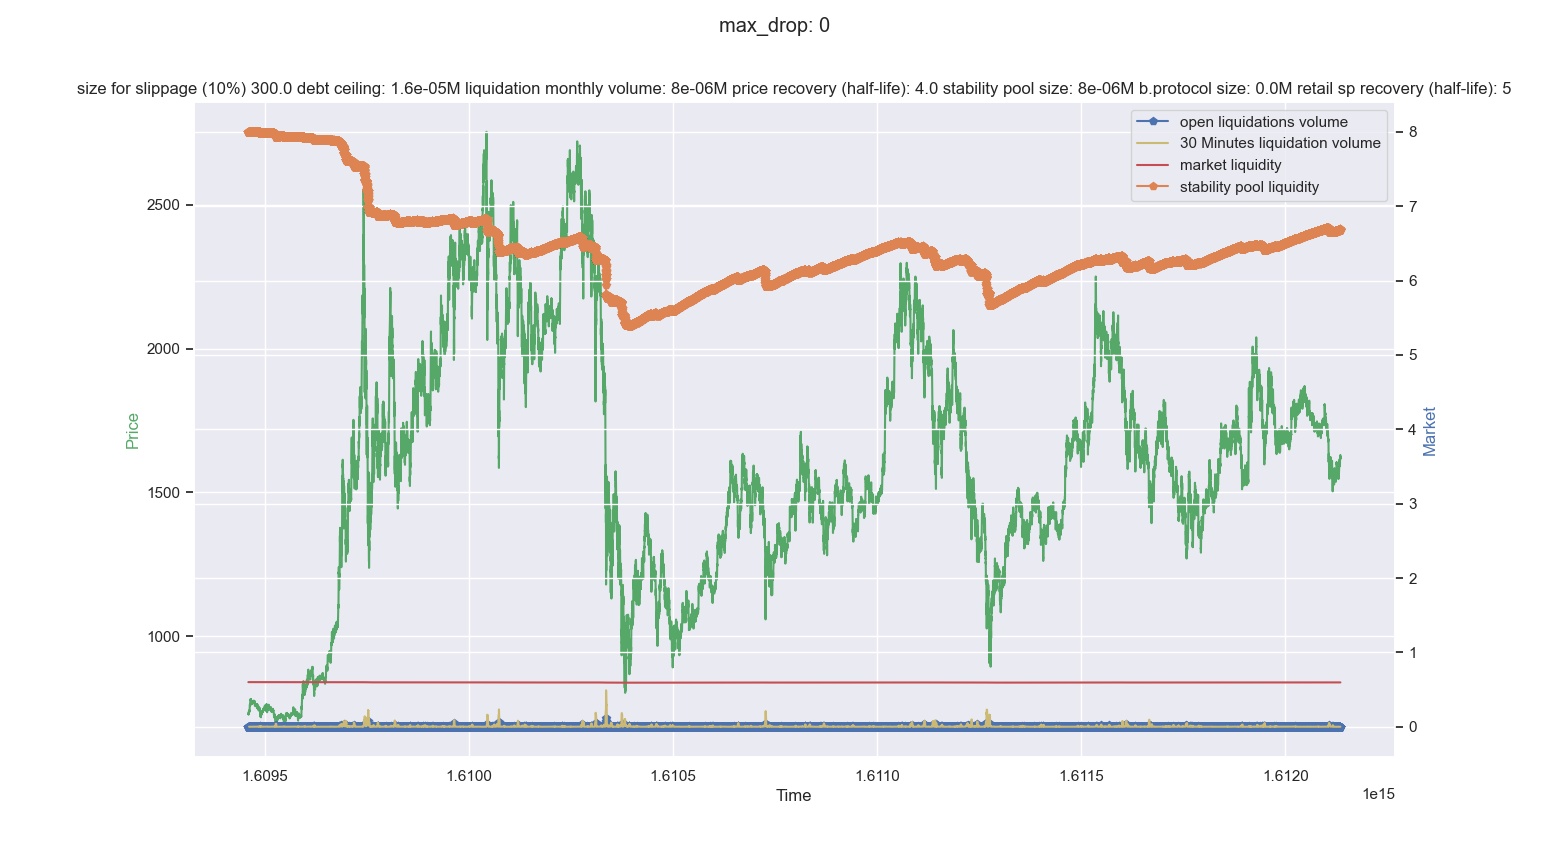 max_drop: 0
size for slippage (10%) 300.0 debt ceiling: 1.6e-05M liquidation monthly volume: 8e-06M price recovery (half-life): 4.0 stability pool size: 8e-06M b.protocol size: 0.0M retail sp recovery (half-life): 5
open liquidations volume
30 Minutes liquidation volume
market liquidity
stability pool liquidity
2500
2000
1500
1000
Price
8
7
6
5
4
3
2
1
0
Market
1.6095
1.6100
1.6105
1.6110
1.6115
1.6120
1e15
Time